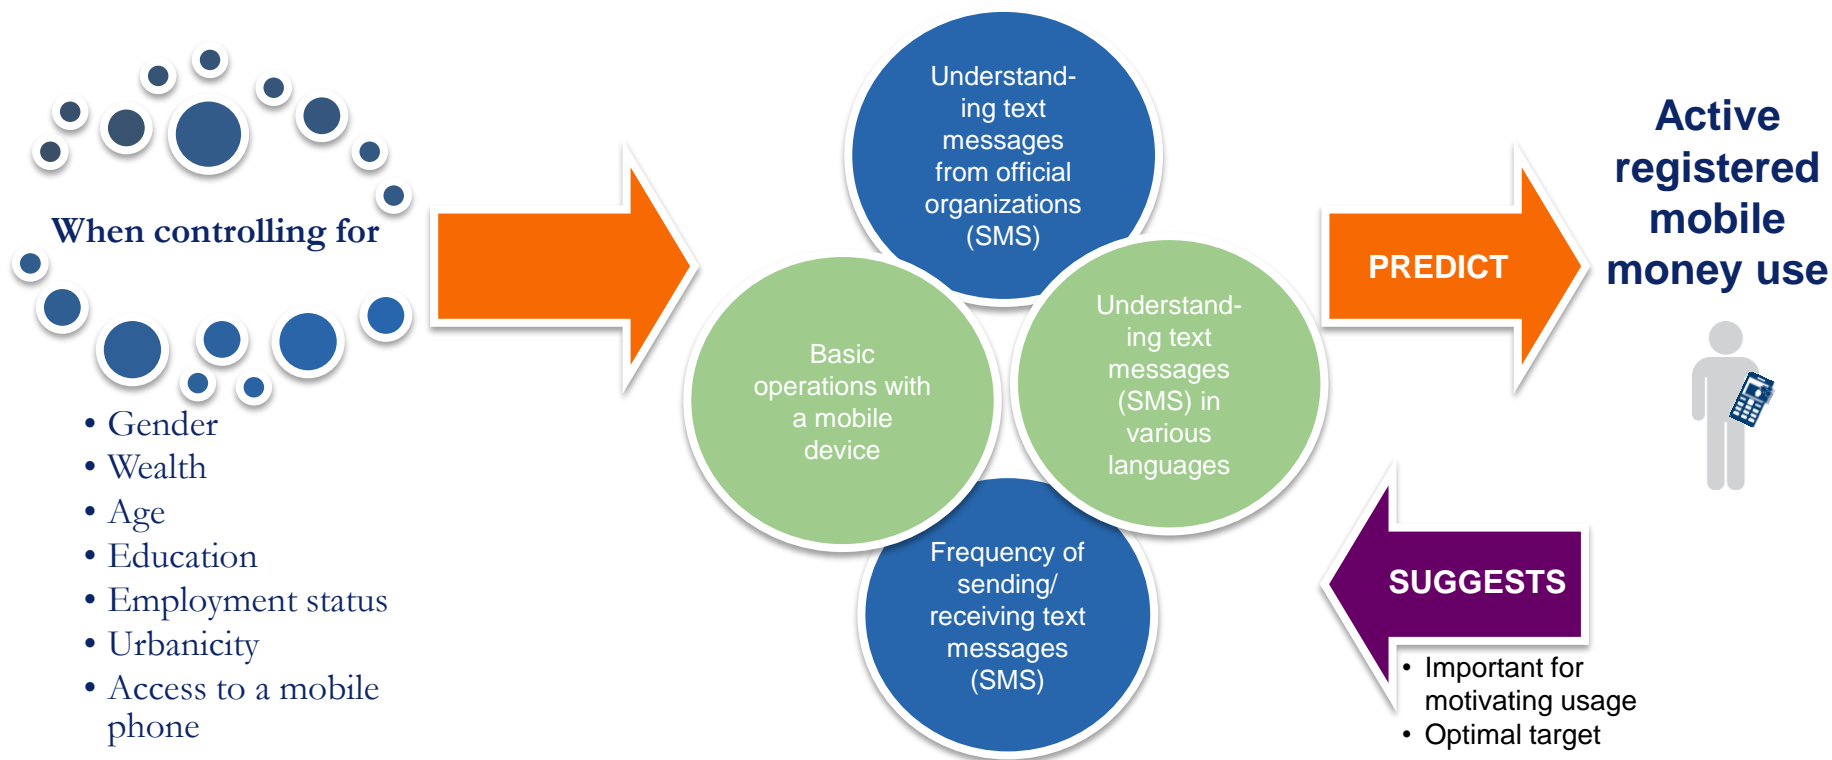 When controlling for
• Gender
• Wealth
• Age
• Education
• Employment status
• Urbanicity
• Access to a mobile
phone
Understand-
ing text
messages
from official
organizations
(SMS)
Basic
operations with
a mobile
device
Understand-
ing text
messages
(SMS) in
various
languages
Frequency of
sending/
receiving text
messages
(SMS)
PREDICT
Active
registered
mobile
money use
SUGGESTS
• Important for
motivating usage
• Optimal target